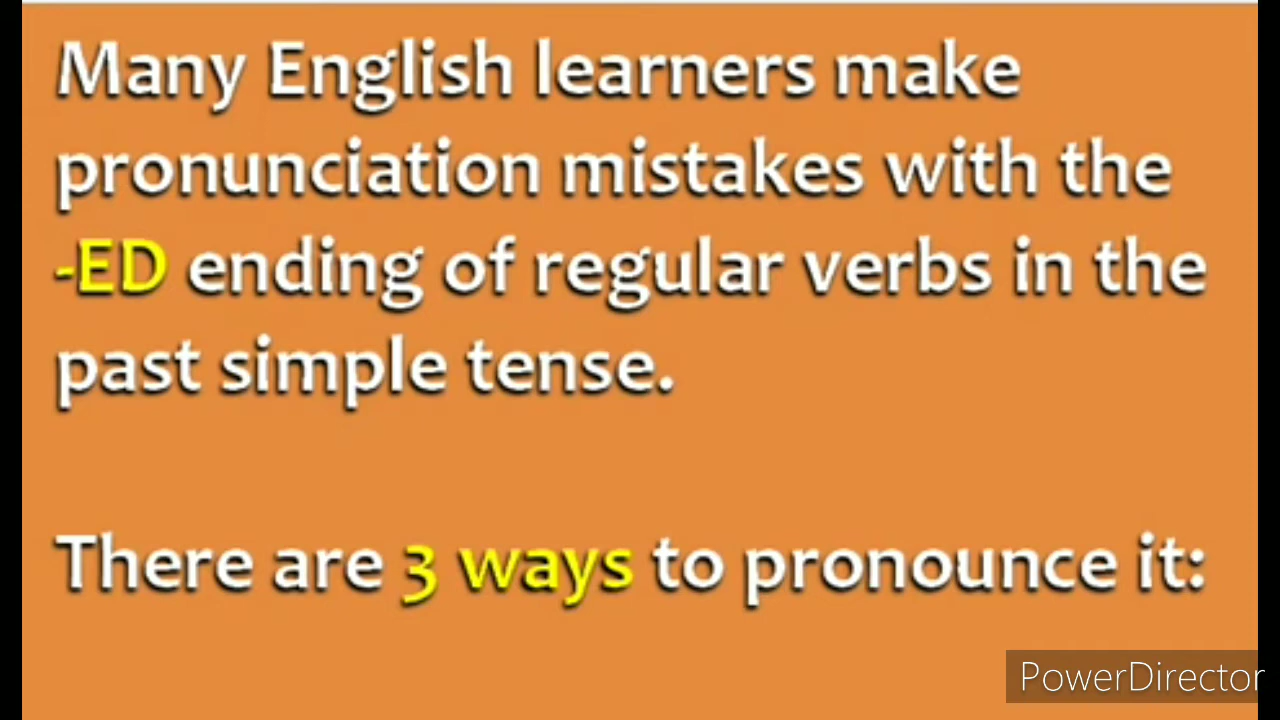 Many English learners make
pronunciation mistakes with the
-ED ending of regular verbs in the
past simple tense.
There are 3 ways to pronounce it:
PowerDirector